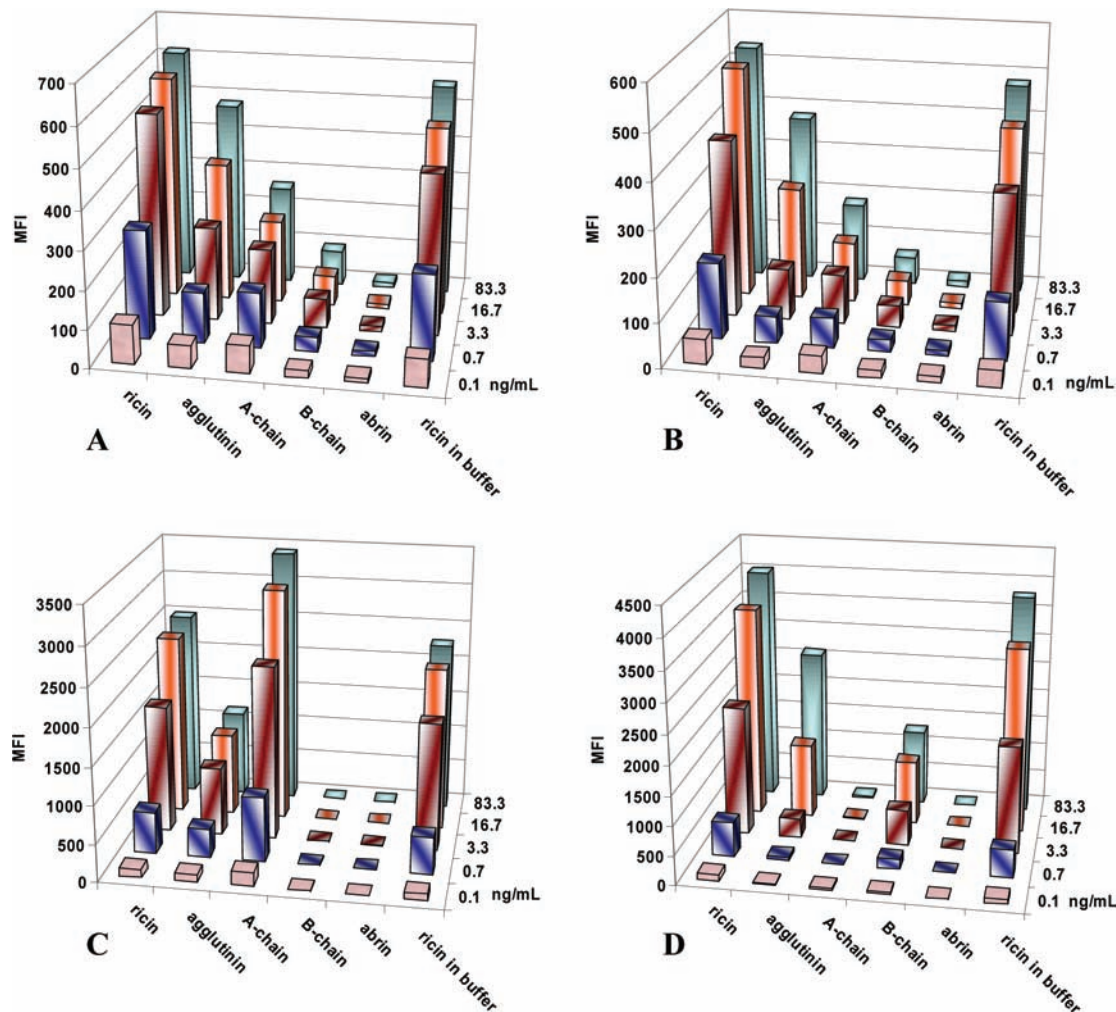 700
600
500
400
300
200
100
0
MFI
83.3
16.7
3.3
0.7
0.1 ng/mL
ricin
agglutinin
A-chain
B-chain
abrin
ricin in buffer
A
600
500
400
300
200
100
0
MFI
83.3
16.7
3.3
0.7
0.1 ng/mL
ricin
agglutinin
A-chain
B-chain
abrin
ricin in buffer
B
3500
3000
2500
2000
1500
1000
500
0
MFI
83.3
16.7
3.3
0.7
0.1 ng/mL
ricin
agglutinin
A-chain
B-chain
abrin
ricin in buffer
C
4500
4000
3500
3000
2500
2000
1500
1000
500
0
MFI
83.3
16.7
3.3
0.7
0.1 ng/mL
ricin
agglutinin
A-chain
B-chain
abrin
ricin in buffer
D